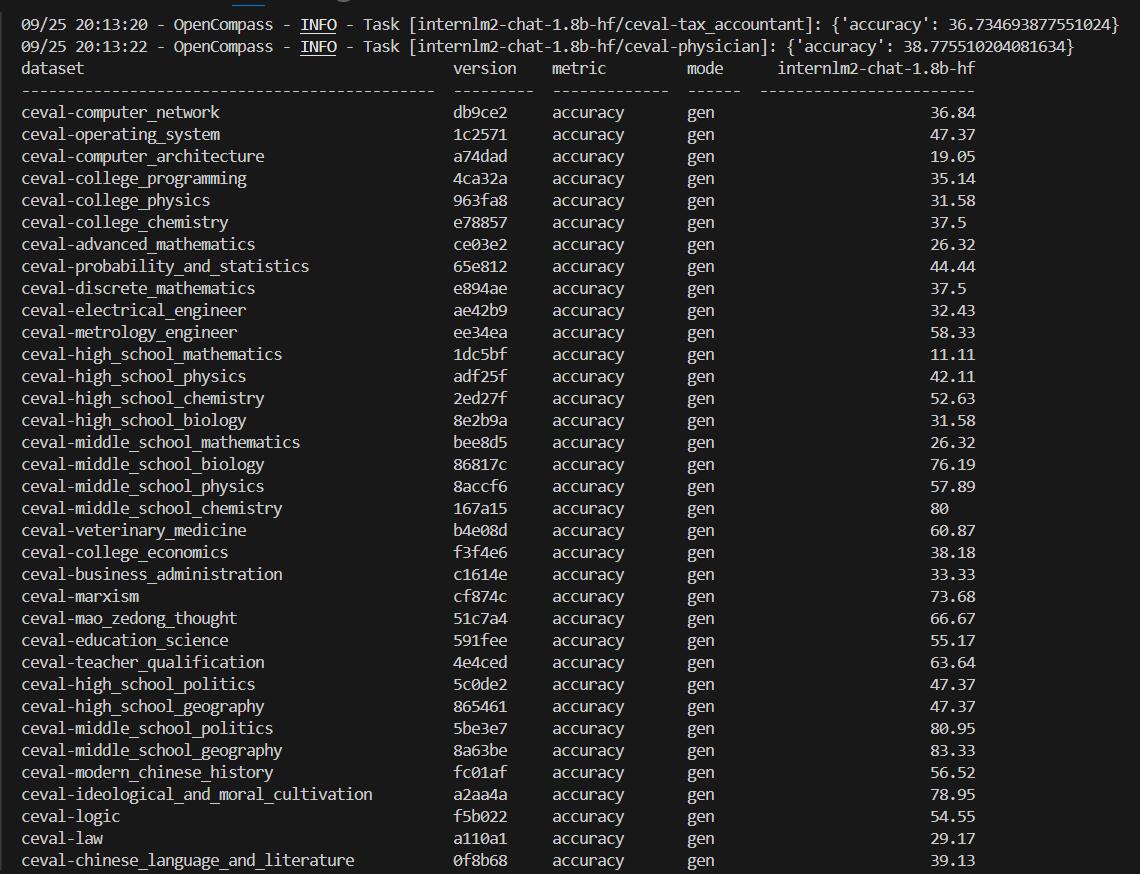 09/25 20:13:20 - OpenCompass - INFO - Task [internlm2-chat-1.8b-hf/ceval-tax_accountant]: {'accuracy': 36.734693877551024}
09/25 20:13:22 - OpenCompass - INFO - Task [internlm2-chat-1.8b-hf/ceval-physician]: {'accuracy': 38.775510204081634}
dataset version metric mode internlm2-chat-1.8b-hf
---------------------------------------------- --------- ------------- ------ ------------------------
ceval-computer_network db9ce2 accuracy gen 36.84
ceval-operating_system 1c2571 accuracy gen 47.37
ceval-computer_architecture a74dad accuracy gen 19.05
ceval-college_programming 4ca32a accuracy gen 35.14
ceval-college_physics 963fa8 accuracy gen 31.58
ceval-college_chemistry e78857 accuracy gen 37.5
ceval-advanced_mathematics ce03e2 accuracy gen 26.32
ceval-probability_and_statistics 65e812 accuracy gen 44.44
ceval-discrete_mathematics e894ae accuracy gen 37.5
ceval-electrical_engineer ae42b9 accuracy gen 32.43
ceval-metrology_engineer ee34ea accuracy gen 58.33
ceval-high_school_mathematics 1dc5bf accuracy gen 11.11
ceval-high_school_physics adf25f accuracy gen 42.11
ceval-high_school_chemistry 2ed27f accuracy gen 52.63
ceval-high_school_biology 8e2b9a accuracy gen 31.58
ceval-middle_school_mathematics bee8d5 accuracy gen 26.32
ceval-middle_school_biology 86817c accuracy gen 76.19
ceval-middle_school_physics 8accf6 accuracy gen 57.89
ceval-middle_school_chemistry 167a15 accuracy gen 80
ceval-veterinary_medicine b4e08d accuracy gen 60.87
ceval-college_economics f3f4e6 accuracy gen 38.18
ceval-business_administration c1614e accuracy gen 33.33
ceval-marxism cf874c accuracy gen 73.68
ceval-mao_zedong_thought 51c7a4 accuracy gen 66.67
ceval-education_science 591fee accuracy gen 55.17
ceval-teacher_qualification 4e4ced accuracy gen 63.64
ceval-high_school_politics 5c0de2 accuracy gen 47.37
ceval-high_school_geography 865461 accuracy gen 47.37
ceval-middle_school_politics 5be3e7 accuracy gen 80.95
ceval-middle_school_geography 8a63be accuracy gen 83.33
ceval-modern_chinese_history fc01af accuracy gen 56.52
ceval-ideological_and_moral_cultivation a2aa4a accuracy gen 78.95
ceval-logic f5b022 accuracy gen 54.55
ceval-law a110a1 accuracy gen 29.17
ceval-chinese_language_and_literature 0f8b68 accuracy gen 39.13